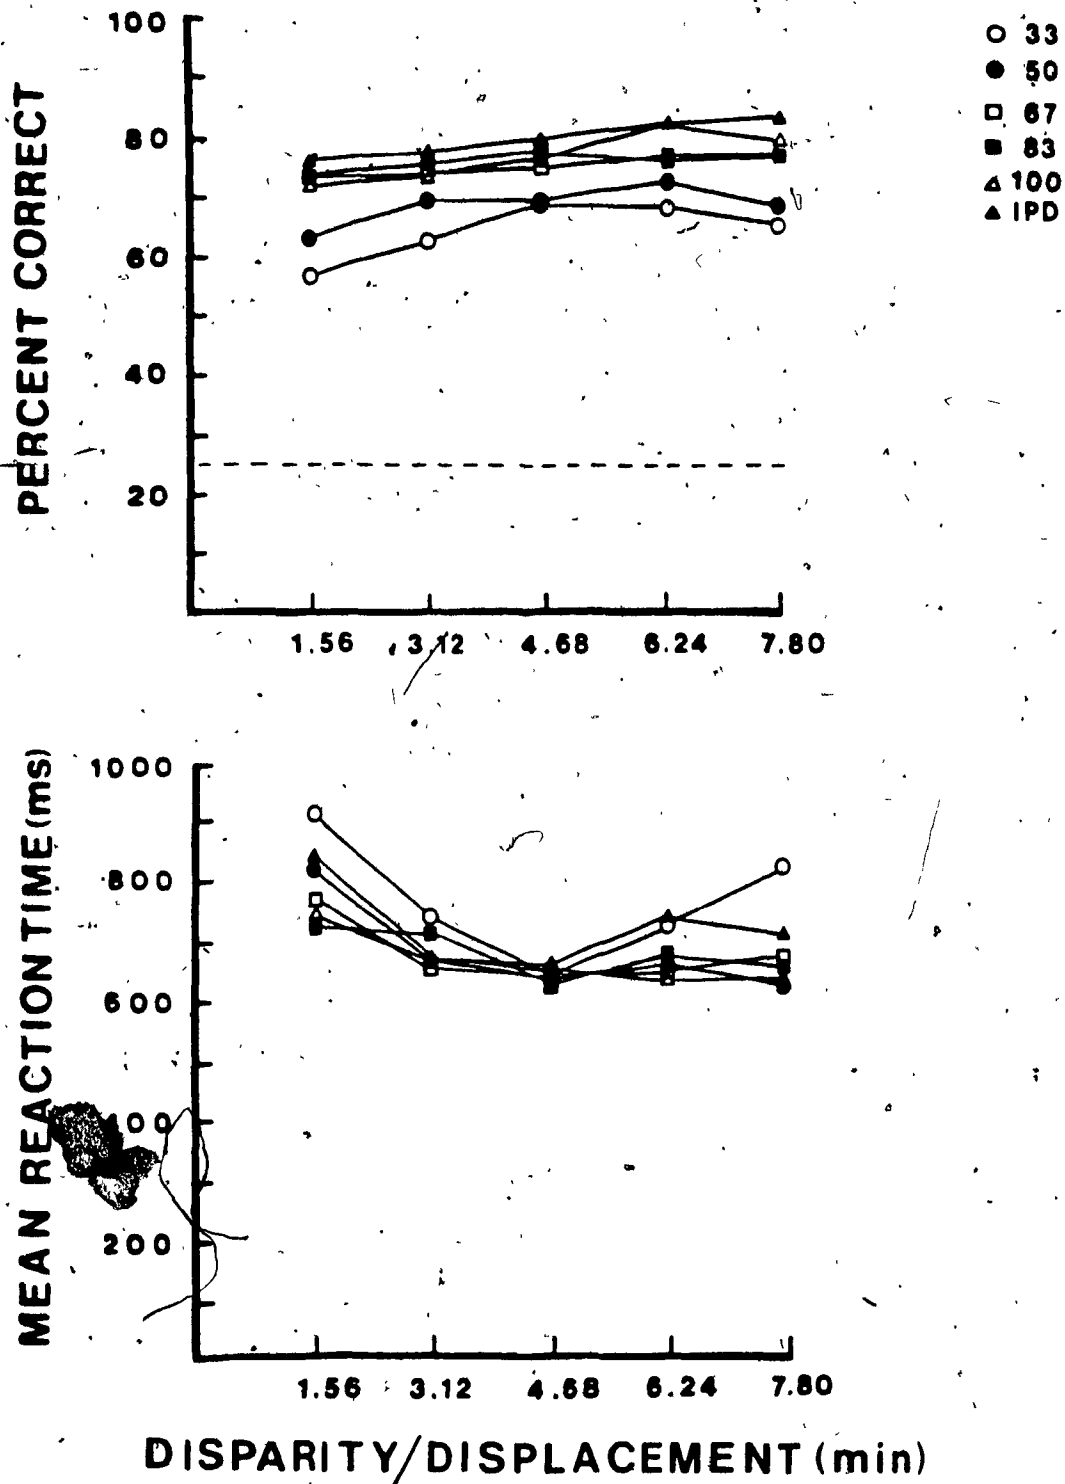 100
80
60
40
20
PERCENT CORRECT
1.56 3.12 4.68 6.24 7.80
33
50
67
83
100
IPD
1000
800
600
400
200
MEAN REACTION TIME (ms)
1.56 3.12 4.68 6.24 7.80
DISPARITY/DISPLACEMENT (min)